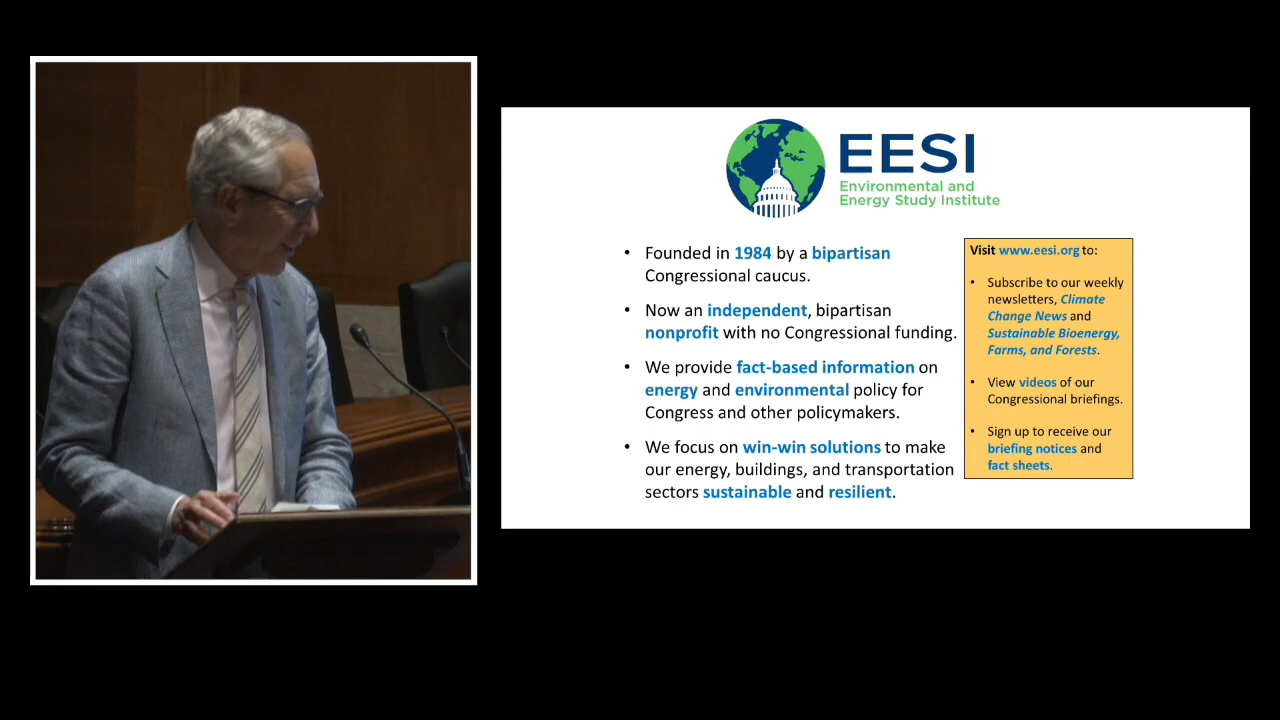 EESI
Environmental and
Energy Study Institute
• Founded in 1984 by a bipartisan
Congressional caucus.
• Now an independent, bipartisan
nonprofit with no Congressional funding.
• We provide fact-based information on
energy and environmental policy for
Congress and other policymakers.
• We focus on win-win solutions to make
our energy, buildings, and transportation
sectors sustainable and resilient.
Visit www.eesi.org to:
• Subscribe to our weekly
newsletters, Climate
Change News and
Sustainable Bioenergy,
Farms, and Forests.
• View videos of our
Congressional briefings.
• Sign up to receive our
briefing notices and
fact sheets.